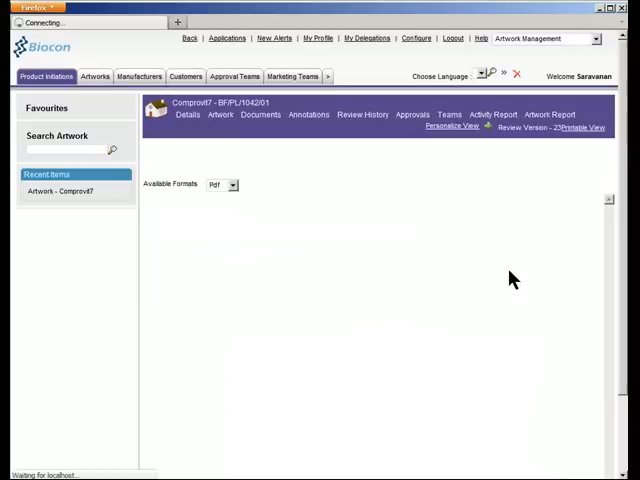 Firefox
Connecting...
+
Biocon
Back | Applications | New Alerts | My Profile | My Delegations | Configure | Logout | Help Artwork Management
Product Initiations Artworks Manufacturers Customers Approval Teams Marketing Teams > Choose Language : » Welcome Saravanan
Favourites
Search Artwork
Recent Items
Artwork - Comprovit7
Comprovit7 - BF/PL/1042/01
Details Artwork Documents Annotations Review History Approvals Teams Activity Report Artwork Report
Personalize View Review Version - 23 Printable View
Available Formats Pdf
Waiting for localhost...